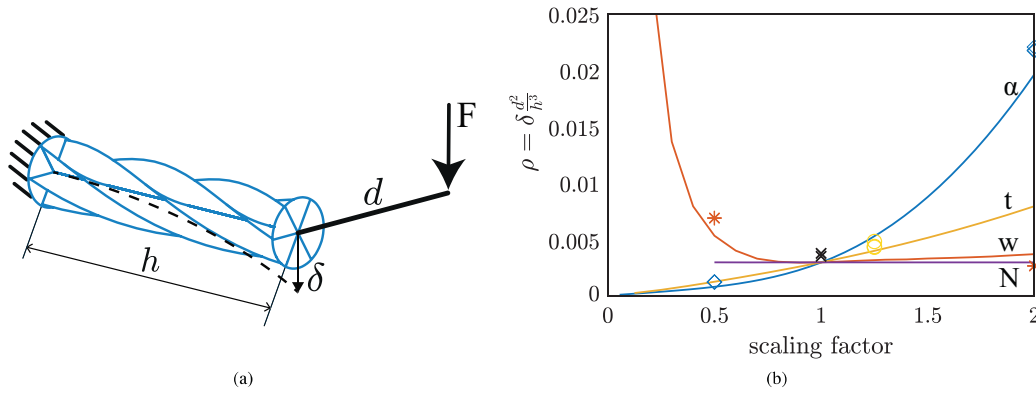 F
d
h
δ
(a)
0.025
0.02
0.015
0.01
0.005
0
ρ = δ d²/h³
α
t
w
N
0 0.5 1 1.5 2
scaling factor
(b)